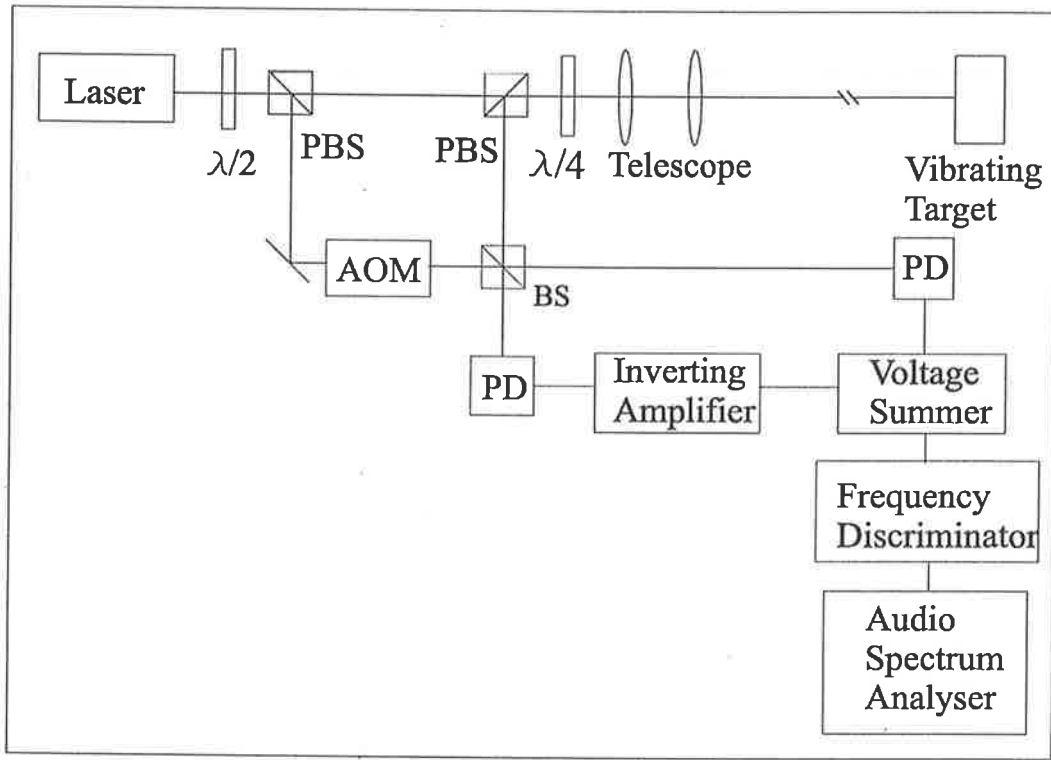 Laser
λ/2
PBS
PBS
λ/4
Telescope
Vibrating
Target
AOM
BS
PD
PD
Inverting
Amplifier
Voltage
Summer
Frequency
Discriminator
Audio
Spectrum
Analyser